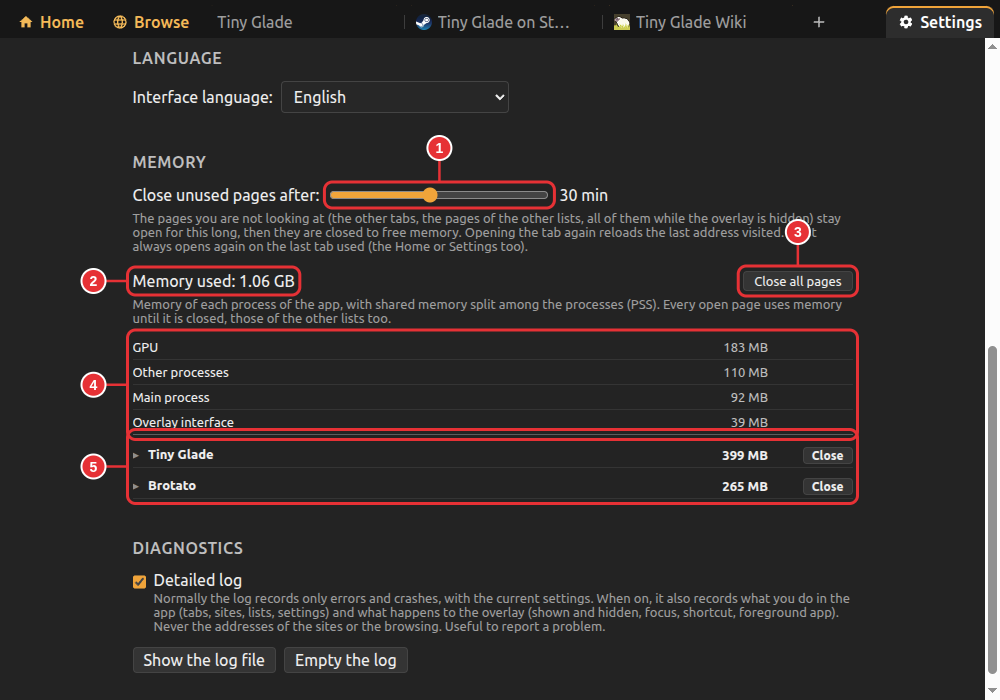 Home Browse Tiny Glade Tiny Glade on St... Tiny Glade Wiki + Settings
LANGUAGE
Interface language: English
1
MEMORY
Close unused pages after: 30 min
The pages you are not looking at (the other tabs, the pages of the other lists, all of them while the overlay is hidden) stay
open for this long, then they are closed to free memory. Opening the tab again reloads the last address visited. t
always opens again on the last tab used (the Home or Settings too).
3
2
Memory used: 1.06 GB Close all pages
Memory of each process of the app, with shared memory split among the processes (PSS). Every open page uses memory
until it is closed, those of the other lists too.
GPU 183 MB
Other processes 110 MB
4
Main process 92 MB
Overlay interface 39 MB
Tiny Glade 399 MB Close
5
Brotato 265 MB Close
DIAGNOSTICS
Detailed log
Normally the log records only errors and crashes, with the current settings. When on, it also records what you do in the
app (tabs, sites, lists, settings) and what happens to the overlay (shown and hidden, focus, shortcut, foreground app).
Never the addresses of the sites or the browsing. Useful to report a problem.
Show the log file Empty the log